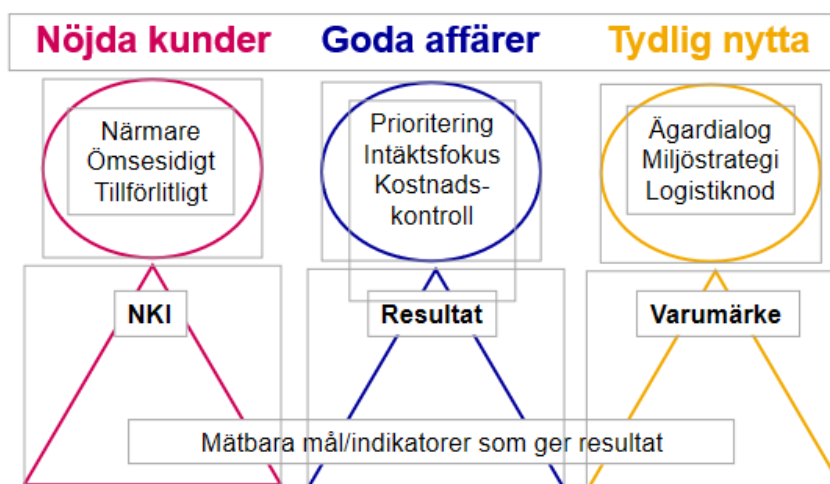 Nöjda kunder
Goda affärer
Tydlig nytta
Närmare
Ömsesidigt
Tillförlitligt
Prioritering
Intäktsfokus
Kostnads-
kontroll
Ägardialog
Miljöstrategi
Logistiknod
NKI
Resultat
Varumärke
Mätbara mål/indikatorer som ger resultat